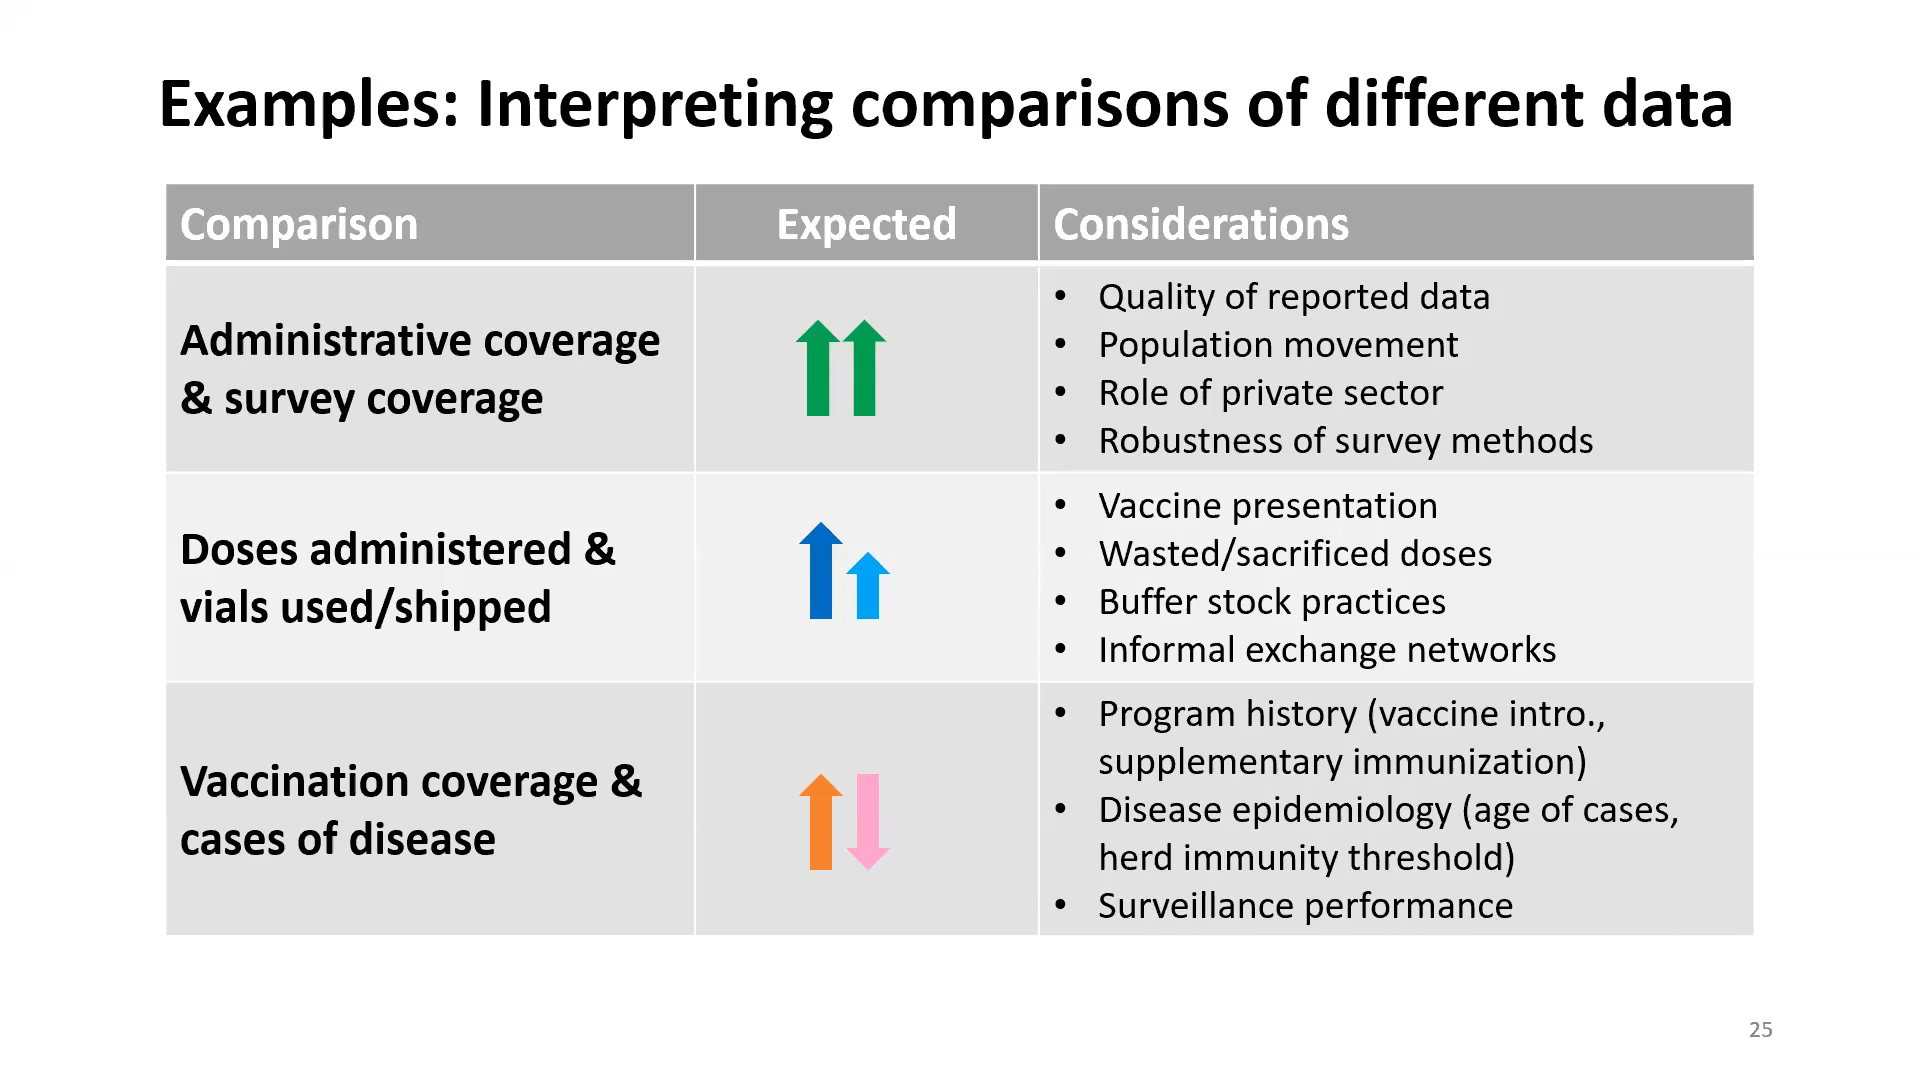 Examples: Interpreting comparisons of different data
Comparison
Expected
Considerations
Administrative coverage
& survey coverage
• Quality of reported data
• Population movement
• Role of private sector
• Robustness of survey methods
Doses administered &
vials used/shipped
• Vaccine presentation
• Wasted/sacrificed doses
• Buffer stock practices
• Informal exchange networks
Vaccination coverage &
cases of disease
• Program history (vaccine intro.,
supplementary immunization)
• Disease epidemiology (age of cases,
herd immunity threshold)
• Surveillance performance
25